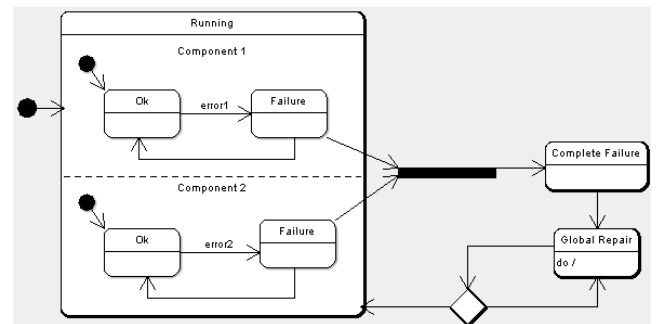 Running
Component 1
Ok
error1
Failure
Complete Failure
Component 2
Ok
error2
Failure
Global Repair
do /